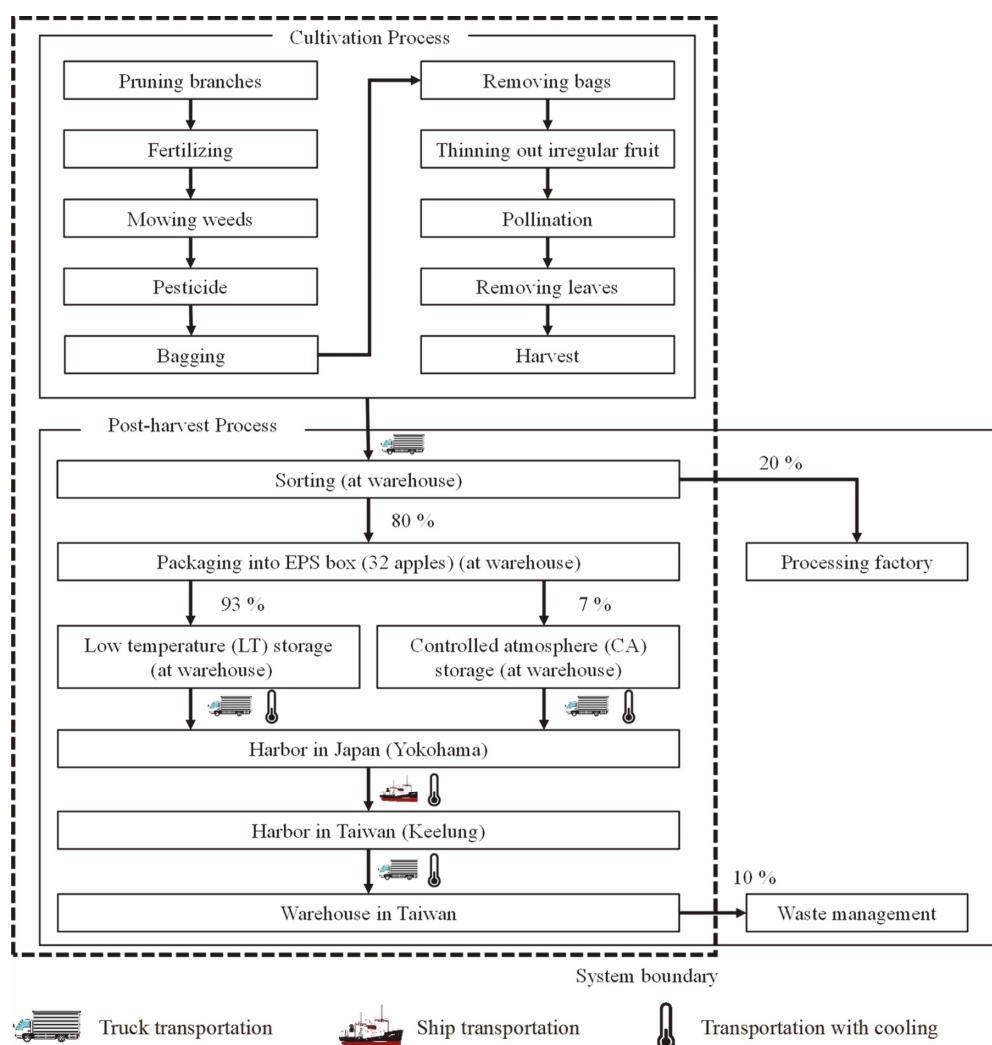 Cultivation Process
Pruning branches
Fertilizing
Mowing weeds
Pesticide
Bagging
Removing bags
Thinning out irregular fruit
Pollination
Removing leaves
Harvest
Post-harvest Process
Sorting (at warehouse)
20 %
80 %
Processing factory
Packaging into EPS box (32 apples) (at warehouse)
93 %
7 %
Low temperature (LT) storage
(at warehouse)
Controlled atmosphere (CA)
storage (at warehouse)
Harbor in Japan (Yokohama)
Harbor in Taiwan (Keelung)
Warehouse in Taiwan
10 %
Waste management
System boundary
Truck transportation
Ship transportation
Transportation with cooling